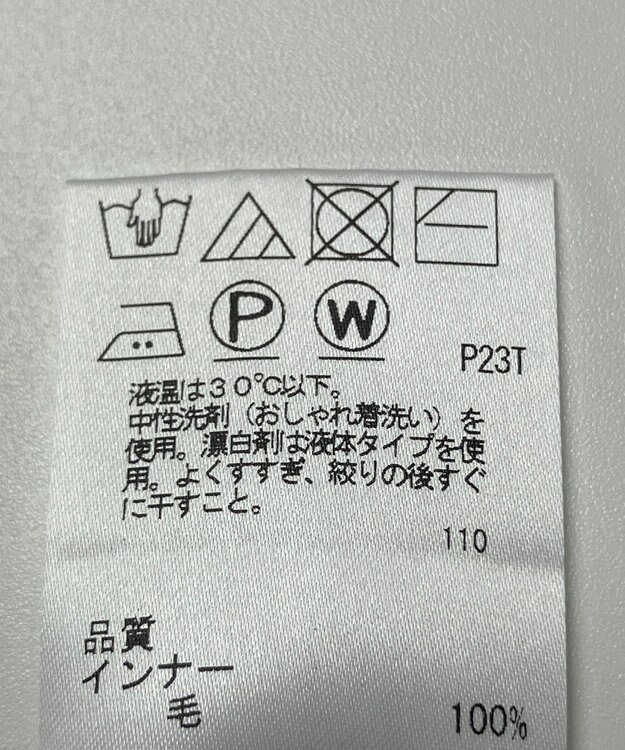 P W
P23T
液温は30℃以下。
中性洗剤（おしゃれ着洗い）を
使用。漂白剤は液体タイプを使
用。よくすすぎ、絞りの後すぐ
に干すこと。
110
品質
インナー
毛 100%